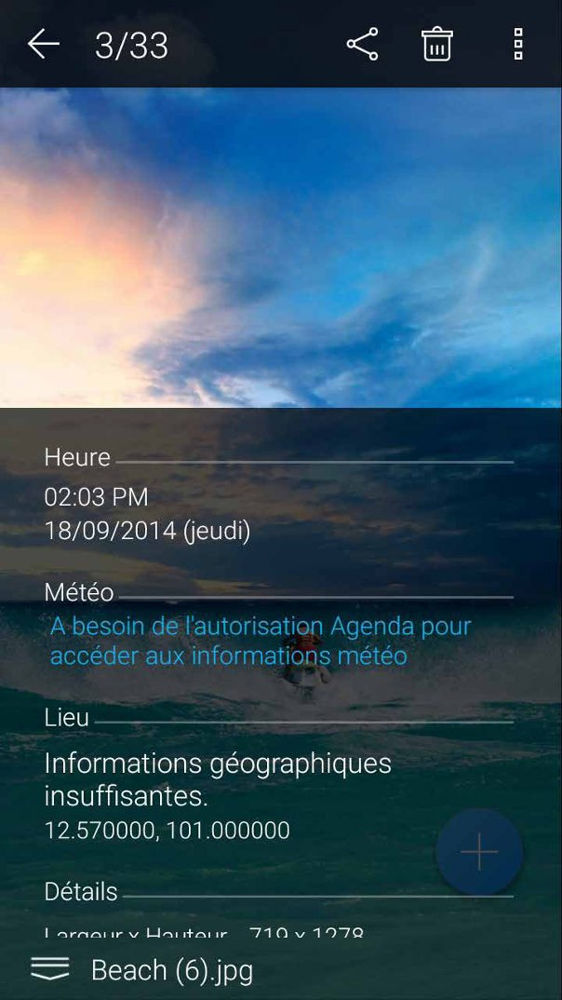 3/33
Heure
02:03 PM
18/09/2014 (jeudi)
Météo
A besoin de l'autorisation Agenda pour
accéder aux informations météo
Lieu
Informations géographiques
insuffisantes.
12.570000, 101.000000
Détails
Largeur x Hauteur 719 x 1278
Beach (6).jpg